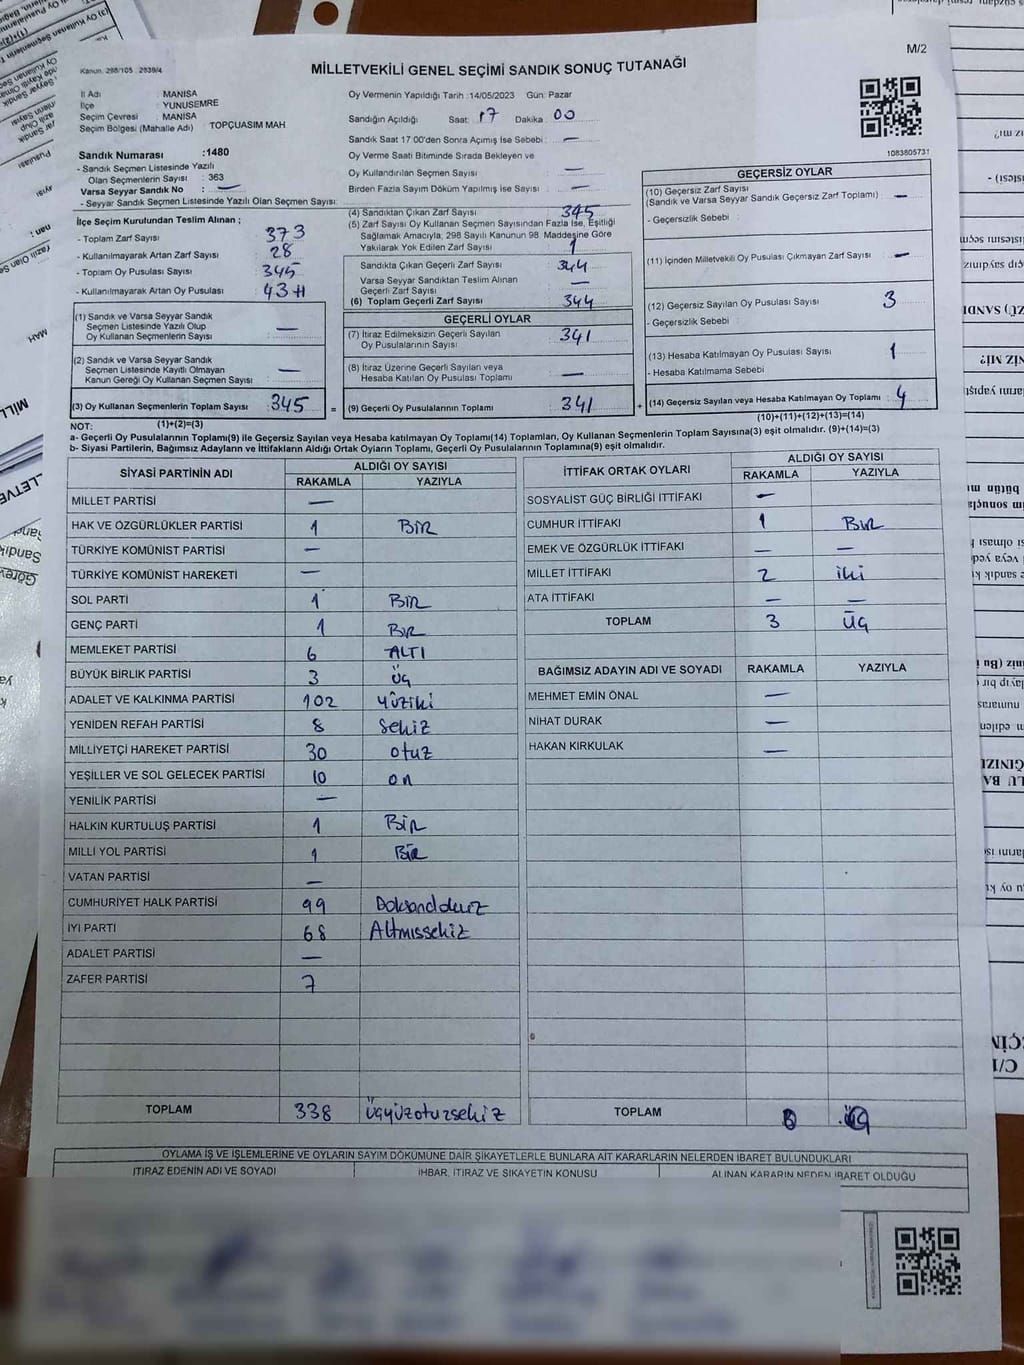 M/2
Kanun. 298/105 . 2839/4
MİLLETVEKİLİ GENEL SEÇİMİ SANDIK SONUÇ TUTANAĞI
İl Adı : MANİSA
İlçe : YUNUSEMRE
Seçim Çevresi : MANİSA
Seçim Bölgesi (Mahalle Adı) TOPÇUASIM MAH
Sandık Numarası :1480
- Sandık Seçmen Listesinde Yazılı
Olan Seçmenlerin Sayısı : 363
Varsa Seyyar Sandık No : —
- Seyyar Sandık Seçmen Listesinde Yazılı Olan Seçmen Sayısı:
Oy Vermenin Yapıldığı Tarih :14/05/2023 Gün: Pazar
Sandığın Açıldığı Saat: 17 Dakika: 00
Sandık Saat 17 00'den Sonra Açımış İse Sebebi : —
Oy Verme Saati Bitiminde Sırada Bekleyen ve
Oy Kullandırılan Seçmen Sayısı : —
Birden Fazla Sayım Döküm Yapılmış İse Sayısı : —
1083805731
İlçe Seçim Kurulundan Teslim Alınan ;
- Toplam Zarf Sayısı : 373
- Kullanılmayarak Artan Zarf Sayısı : 28
- Toplam Oy Pusulası Sayısı : 345
- Kullanılmayarak Artan Oy Pusulası :
(1) Sandık ve Varsa Seyyar Sandık
Seçmen Listesinde Yazılı Olup
Oy Kullanan Seçmenlerin Sayısı : —
(2) Sandık ve Varsa Seyyar Sandık
Seçmen Listesinde Kayıtlı Olmayan
Kanun Gereği Oy Kullanan Seçmen Sayısı : —
(3) Oy Kullanan Seçmenlerin Toplam Sayısı : 345
(1)+(2)=(3)
(4) Sandıktan Çıkan Zarf Sayısı : 345
(5) Zarf Sayısı Oy Kullanan Seçmen Sayısından Fazla İse, Eşitliği
Sağlamak Amacıyla, 298 Sayılı Kanunun 98. Maddesine Göre
Yakılarak Yok Edilen Zarf Sayısı : 1
Sandıkta Çıkan Geçerli Zarf Sayısı : 344
Varsa Seyyar Sandıktan Teslim Alınan
Geçerli Zarf Sayısı : —
(6) Toplam Geçerli Zarf Sayısı : 344
GEÇERLİ OYLAR
(7) İtiraz Edilmeksizin Geçerli Sayılan
Oy Pusulalarının Sayısı : 341
(8) İtiraz Üzerine Geçerli Sayılan veya
Hesaba Katılan Oy Pusulası Toplamı : —
= (9) Geçerli Oy Pusulalarının Toplamı : 341
GEÇERSİZ OYLAR
(10) Geçersiz Zarf Sayısı
(Sandık ve Varsa Seyyar Sandık Geçersiz Zarf Toplamı) : —
- Geçersizlik Sebebi :
(11) İçinden Milletvekili Oy Pusulası Çıkmayan Zarf Sayısı : —
(12) Geçersiz Sayılan Oy Pusulası Sayısı : 3
- Geçersizlik Sebebi :
(13) Hesaba Katılmayan Oy Pusulası Sayısı : 1
- Hesaba Katılmama Sebebi
+ (14) Geçersiz Sayılan veya Hesaba Katılmayan Oy Toplamı : 4
(10)+(11)+(12)+(13)=(14)
NOT:
a- Geçerli Oy Pusulalarının Toplamı(9) ile Geçersiz Sayılan veya Hesaba katılmayan Oy Toplamı(14) Toplamları, Oy Kullanan Seçmenlerin Toplam Sayısına(3) eşit olmalıdır. (9)+(14)=(3)
b- Siyasi Partilerin, Bağımsız Adayların ve İttifakların Aldığı Ortak Oyların Toplamı, Geçerli Oy Pusulalarının Toplamına(9) eşit olmalıdır.
SİYASİ PARTİNİN ADI ALDIĞI OY SAYISI
RAKAMLA YAZIYLA
MİLLET PARTİSİ —
HAK VE ÖZGÜRLÜKLER PARTİSİ 1 BİR
TÜRKİYE KOMÜNİST PARTİSİ —
TÜRKİYE KOMÜNİST HAREKETİ —
SOL PARTİ 1 BİR
GENÇ PARTİ 1 BIR
MEMLEKET PARTİSİ 6 ALTI
BÜYÜK BİRLİK PARTİSİ 3 üç
ADALET VE KALKINMA PARTİSİ 102 yüziki
YENİDEN REFAH PARTİSİ 8 sekiz
MİLLİYETÇİ HAREKET PARTİSİ 30 otuz
YEŞİLLER VE SOL GELECEK PARTİSİ 10 on
YENİLİK PARTİSİ —
HALKIN KURTULUŞ PARTİSİ 1 BİR
MİLLİ YOL PARTİSİ 1 BİR
VATAN PARTİSİ —
CUMHURİYET HALK PARTİSİ 99
İYİ PARTİ 68 Altmıssekiz
ADALET PARTİSİ —
ZAFER PARTİSİ 7
TOPLAM 338 üçyüzotuzsekiz
İTTİFAK ORTAK OYLARI ALDIĞI OY SAYISI
RAKAMLA YAZIYLA
SOSYALİST GÜÇ BİRLİĞİ İTTİFAKI —
CUMHUR İTTİFAKI 1 BIR
EMEK VE ÖZGÜRLÜK İTTİFAKI — —
MİLLET İTTİFAKI 2 iki
ATA İTTİFAKI — —
TOPLAM 3 üç
BAĞIMSIZ ADAYIN ADI VE SOYADI RAKAMLA YAZIYLA
MEHMET EMİN ÖNAL —
NİHAT DURAK —
HAKAN KIRKULAK —
TOPLAM
OYLAMA İŞ VE İŞLEMLERİNE VE OYLARIN SAYIM DÖKÜMÜNE DAİR ŞİKAYETLERLE BUNLARA AİT KARARLARIN NELERDEN İBARET BULUNDUKLARI
İTİRAZ EDENİN ADI VE SOYADI İHBAR, İTİRAZ VE ŞİKAYETİN KONUSU ALINAN KARARIN NEDEN İBARET OLDUĞU